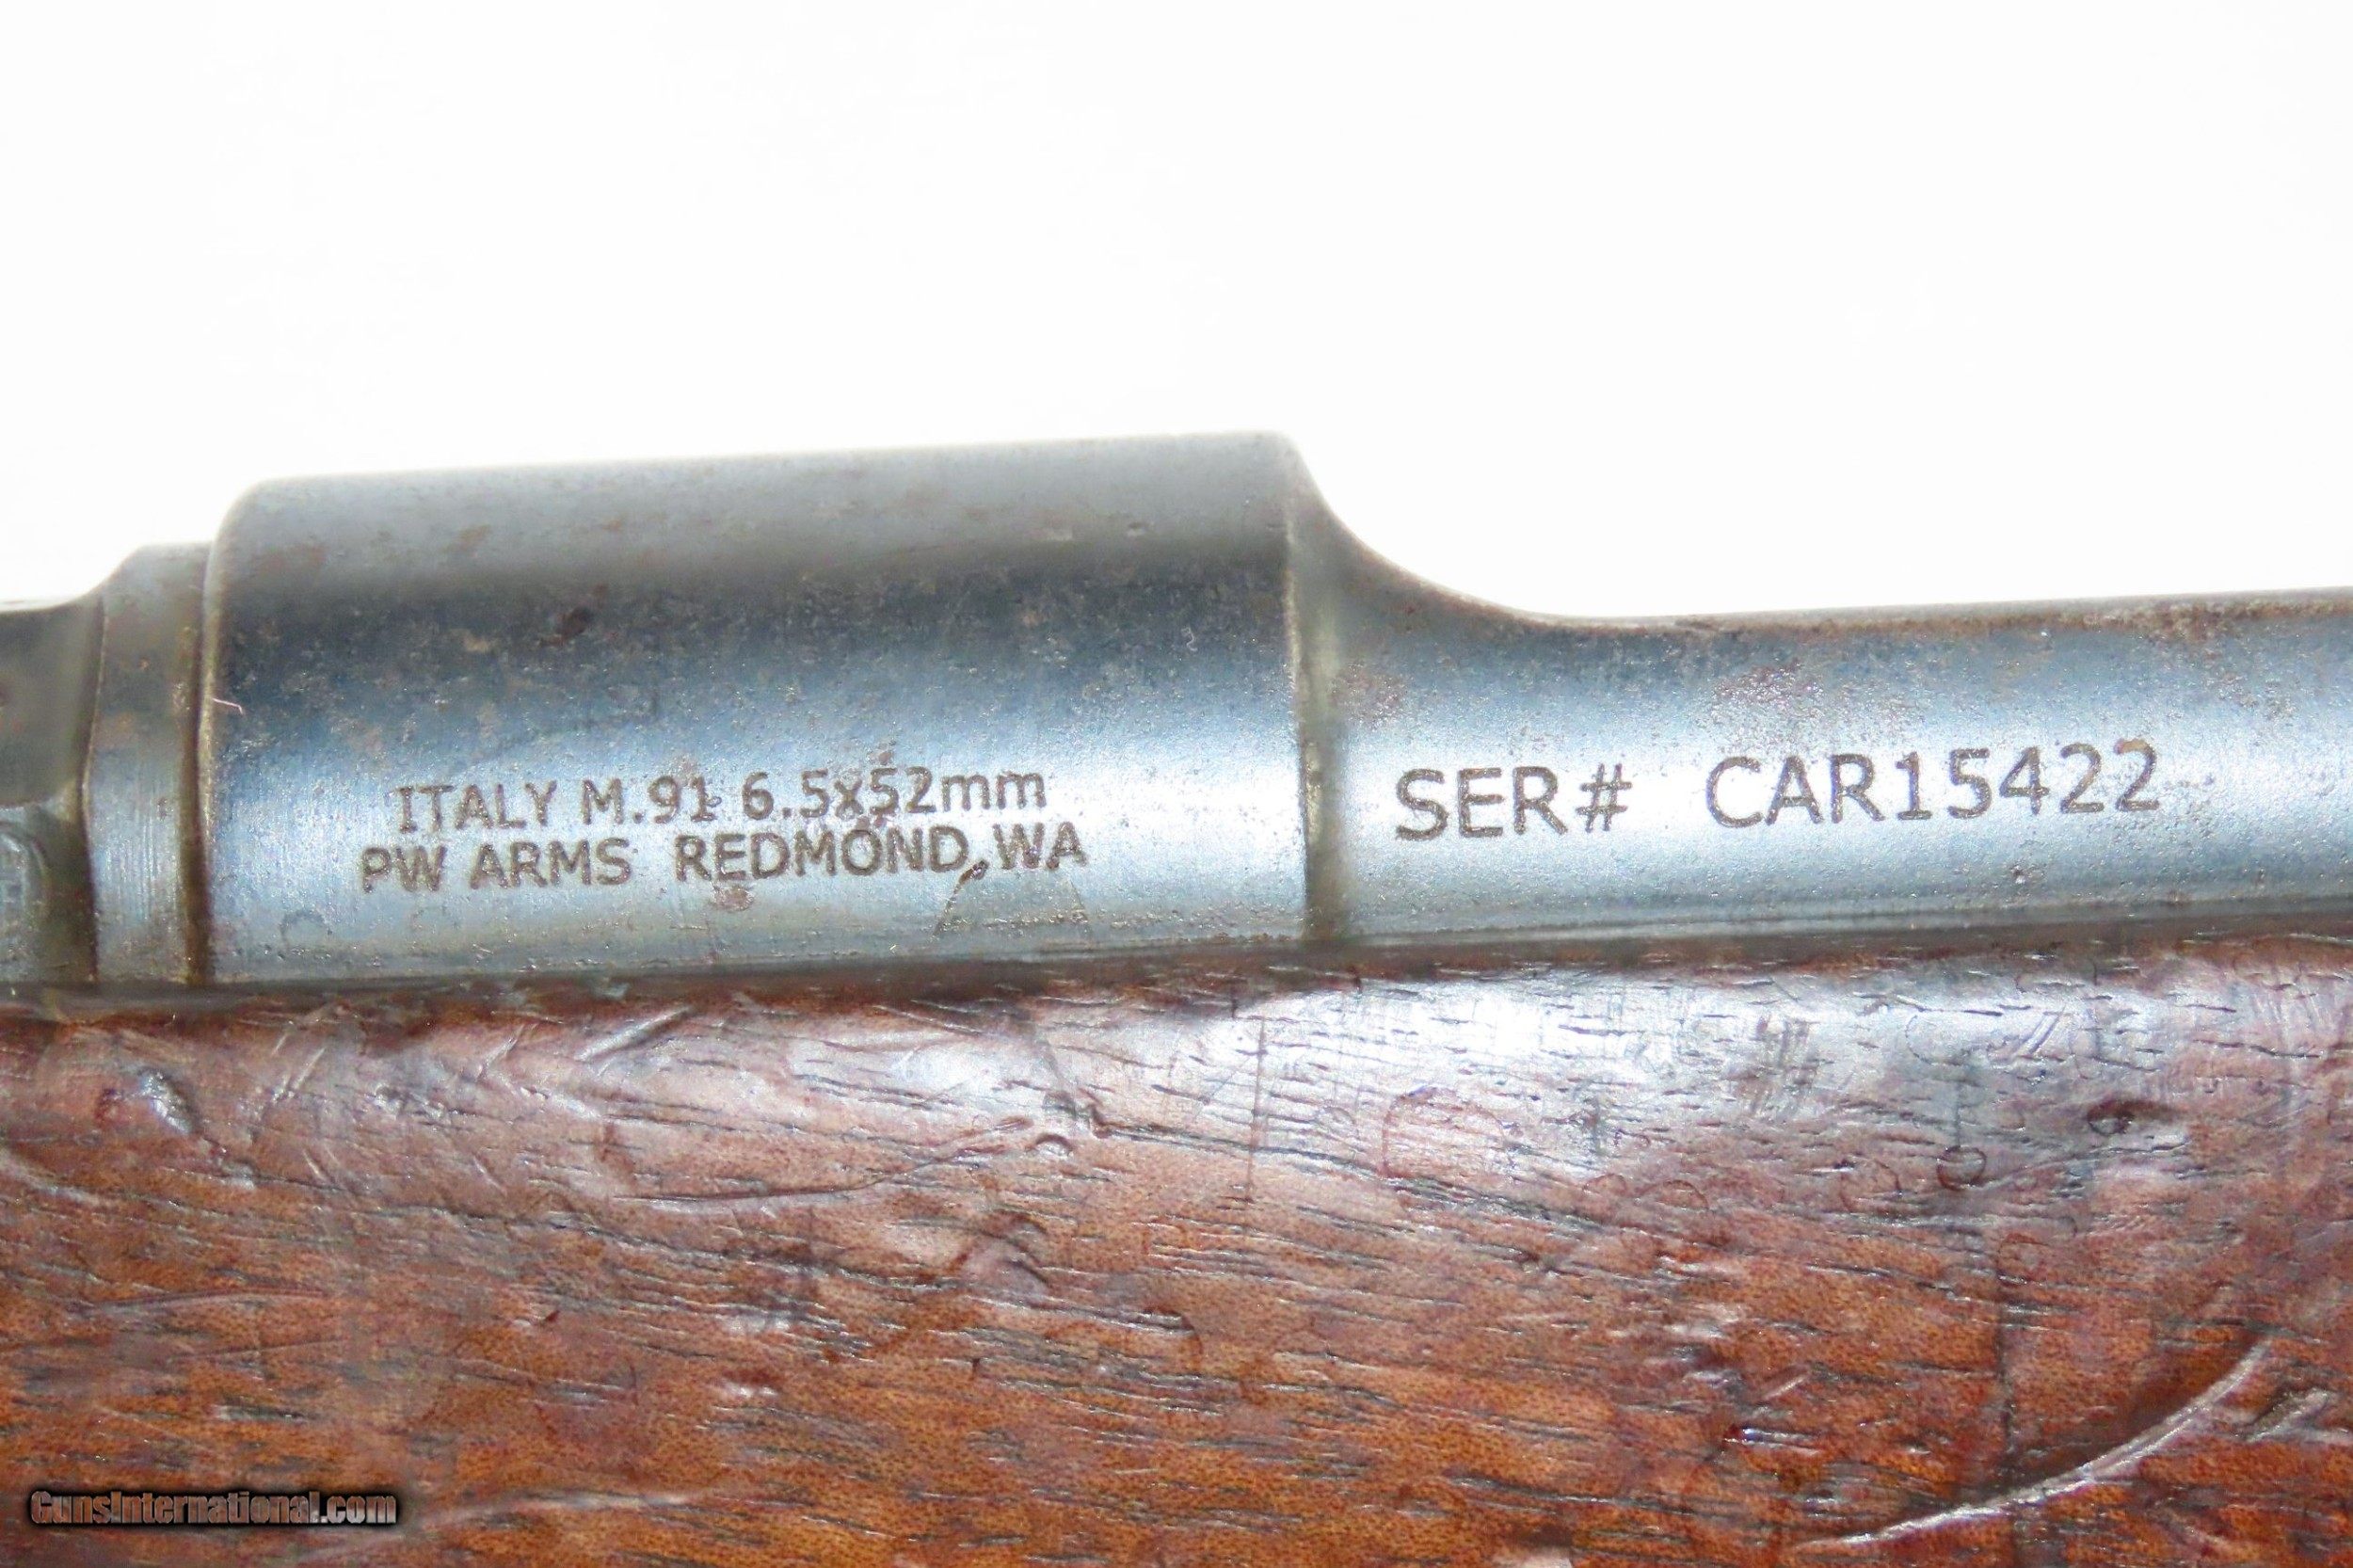 ITALY M.91 6.5x52mm
PW ARMS REDMOND, WA
SER# CAR15422
GunsInternational.com